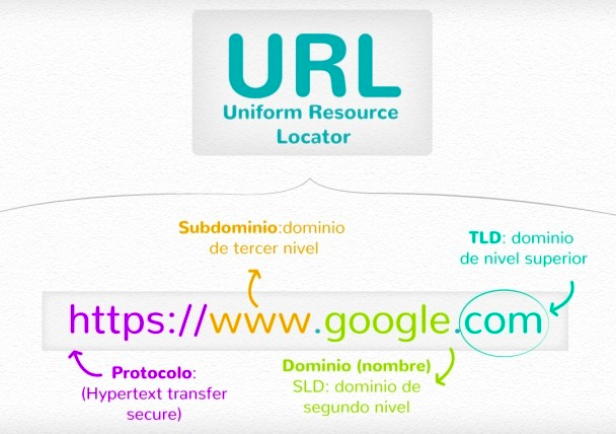 URL
Uniform Resource
Locator
Subdominio:dominio
de tercer nivel
TLD: dominio
de nivel superior
https://www.google.com
Protocolo:
(Hypertext transfer
secure)
Dominio (nombre)
SLD: dominio de
segundo nivel